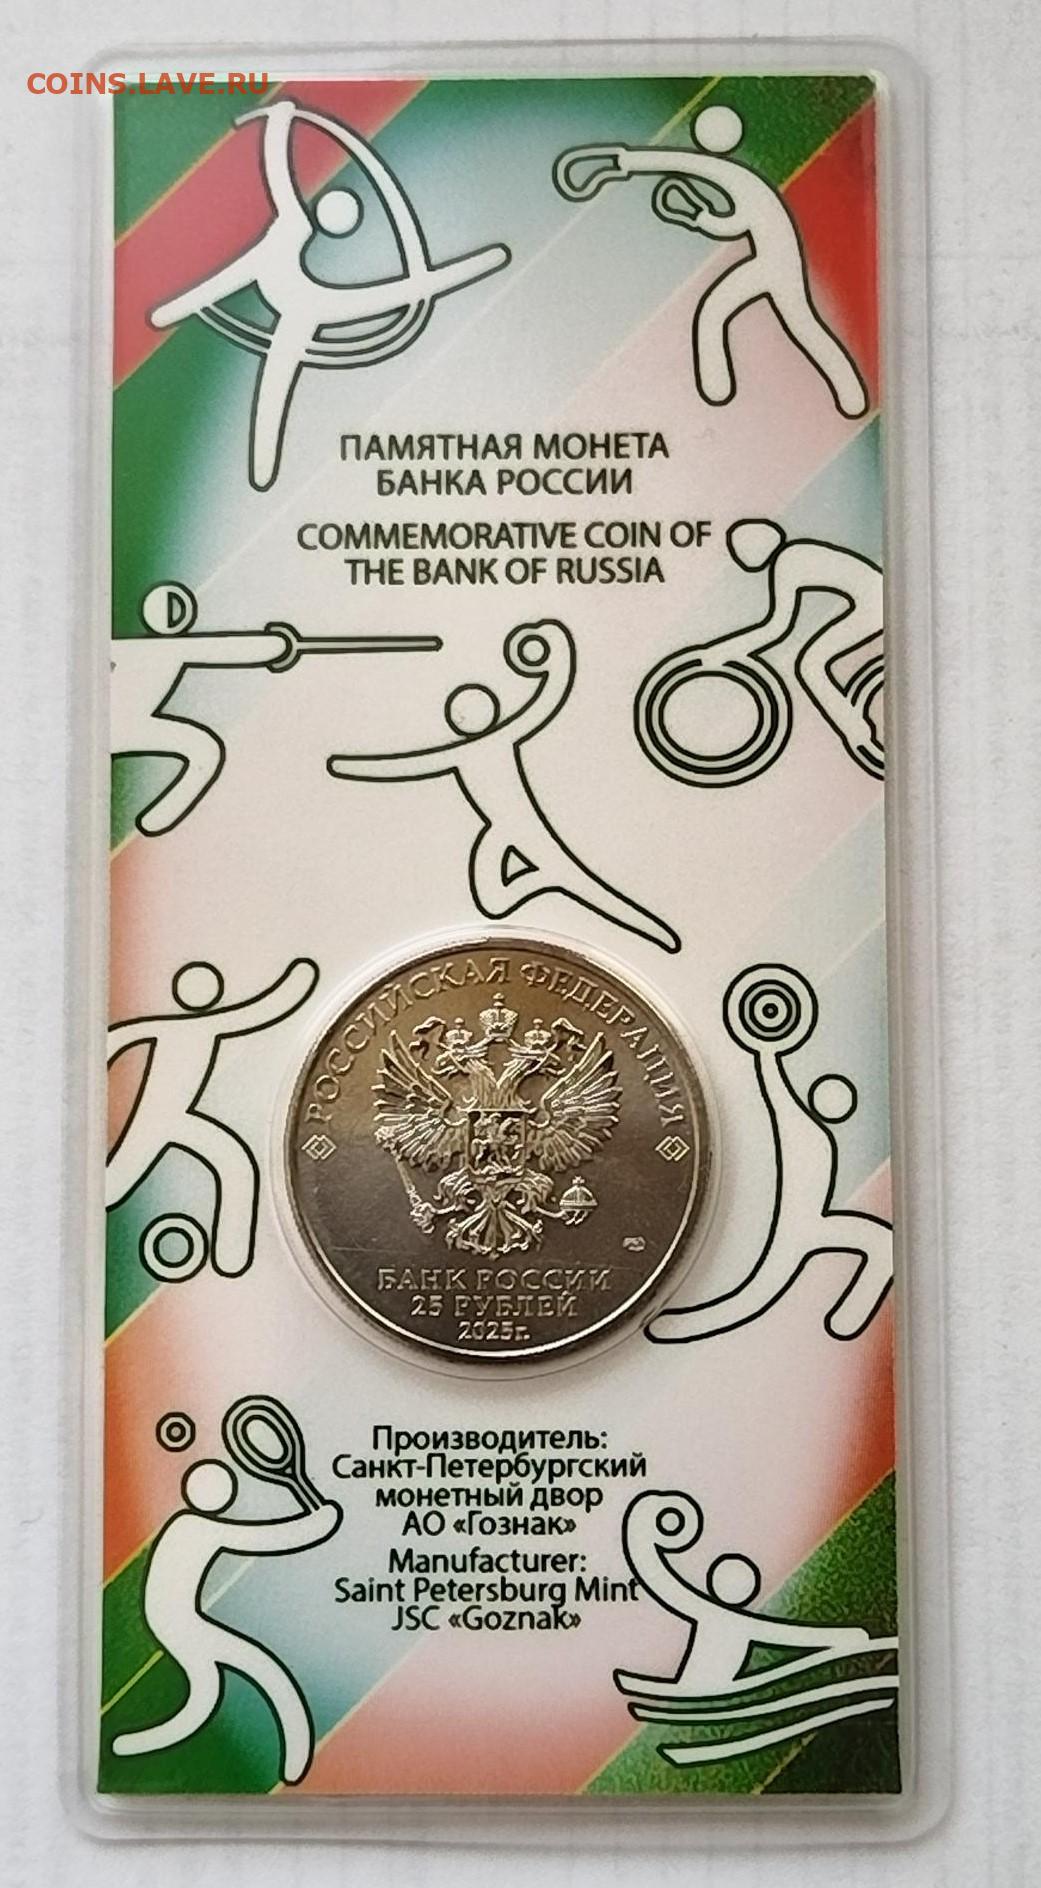 COINS.LAVE.RU
ПАМЯТНАЯ МОНЕТА
БАНКА РОССИИ
COMMEMORATIVE COIN OF
THE BANK OF RUSSIA
РОССИЙСКАЯ ФЕДЕРАЦИЯ
БАНК РОССИИ
25 РУБЛЕЙ
2025г.
Производитель:
Санкт-Петербургский
монетный двор
АО «Гознак»
Manufacturer:
Saint Petersburg Mint
JSC «Goznak»